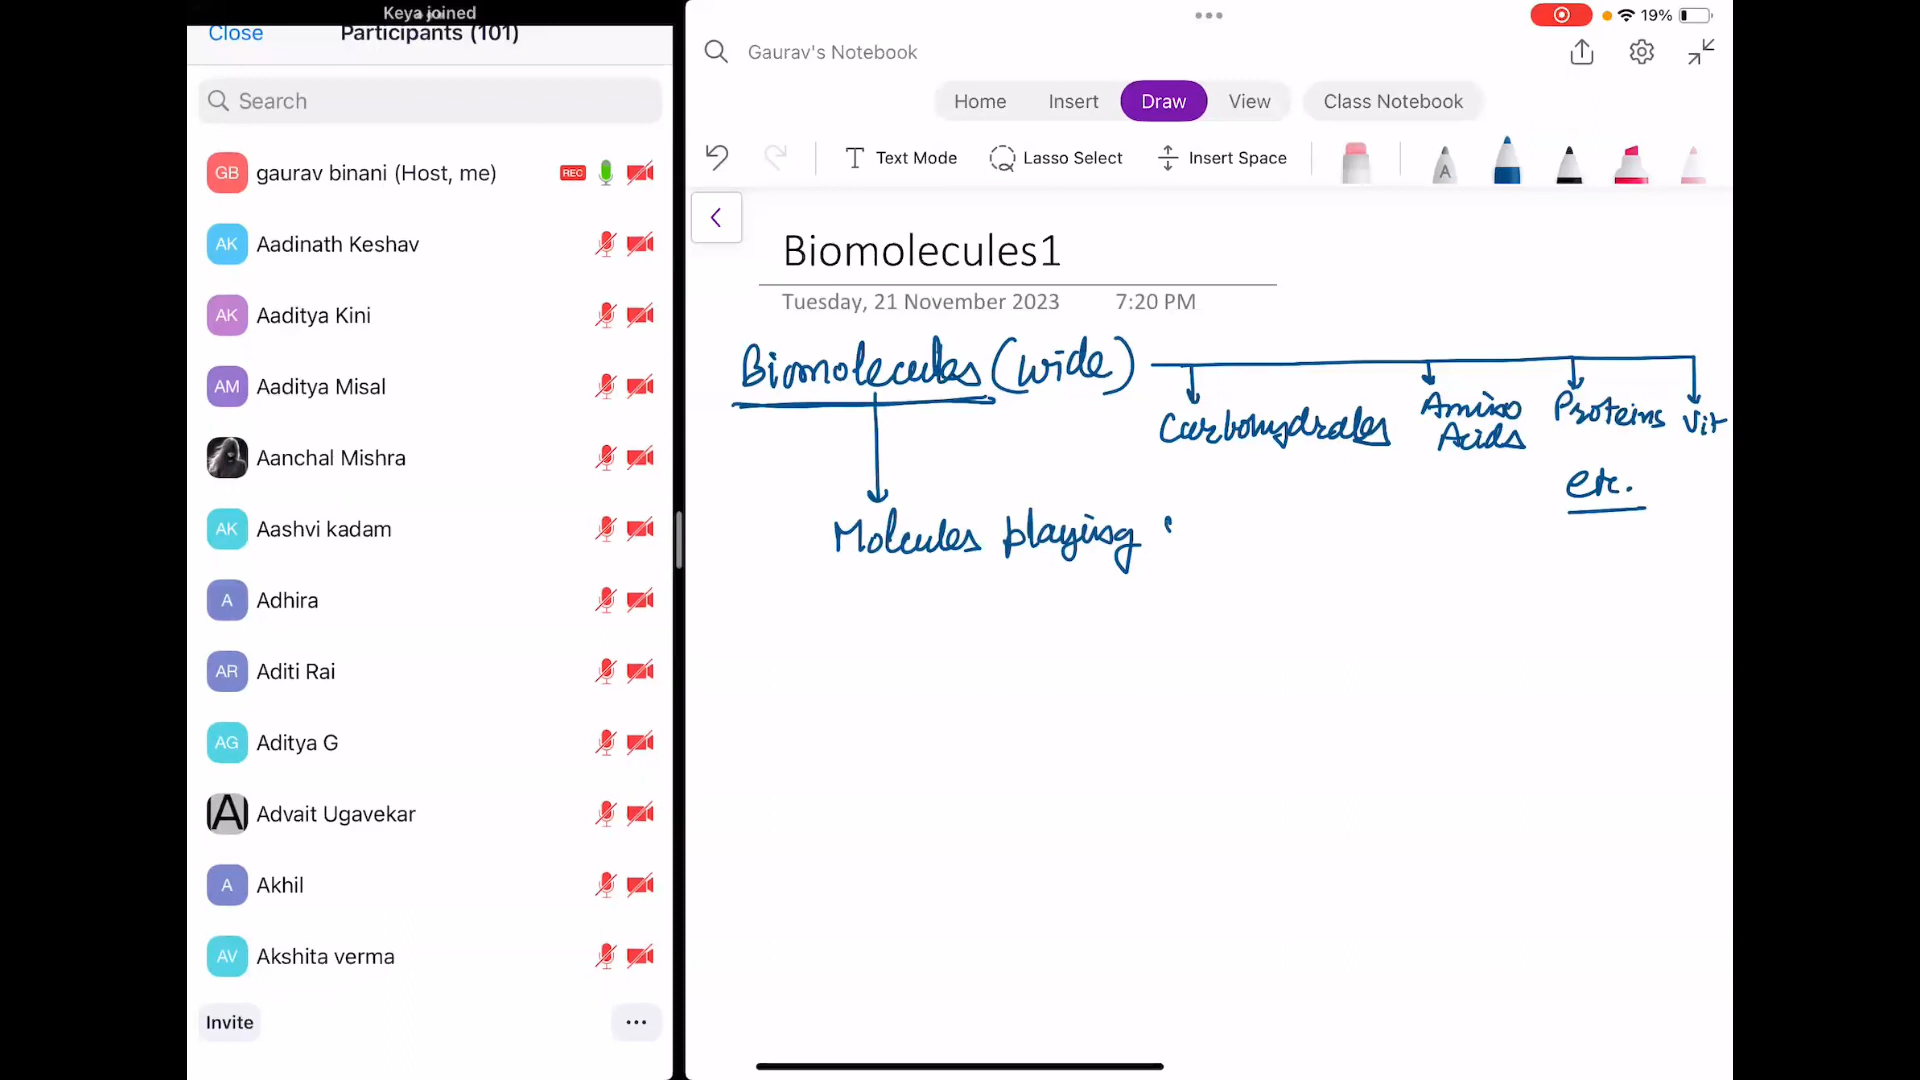 Keya joined
Close
Participants (101)
Search
GB gaurav binani (Host, me) REC
AK Aadinath Keshav
AK Aaditya Kini
AM Aaditya Misal
Aanchal Mishra
AK Aashvi kadam
A Adhira
AR Aditi Rai
AG Aditya G
A Advait Ugavekar
A Akhil
AV Akshita verma
Invite
19%
Gaurav's Notebook
Home Insert Draw View Class Notebook
Text Mode Lasso Select Insert Space A
Biomolecules1
Tuesday, 21 November 2023 7:20 PM
Biomolecules (wide)
Carbohydrates Amino Proteins Vit
Acids
etc.
Molcules playing